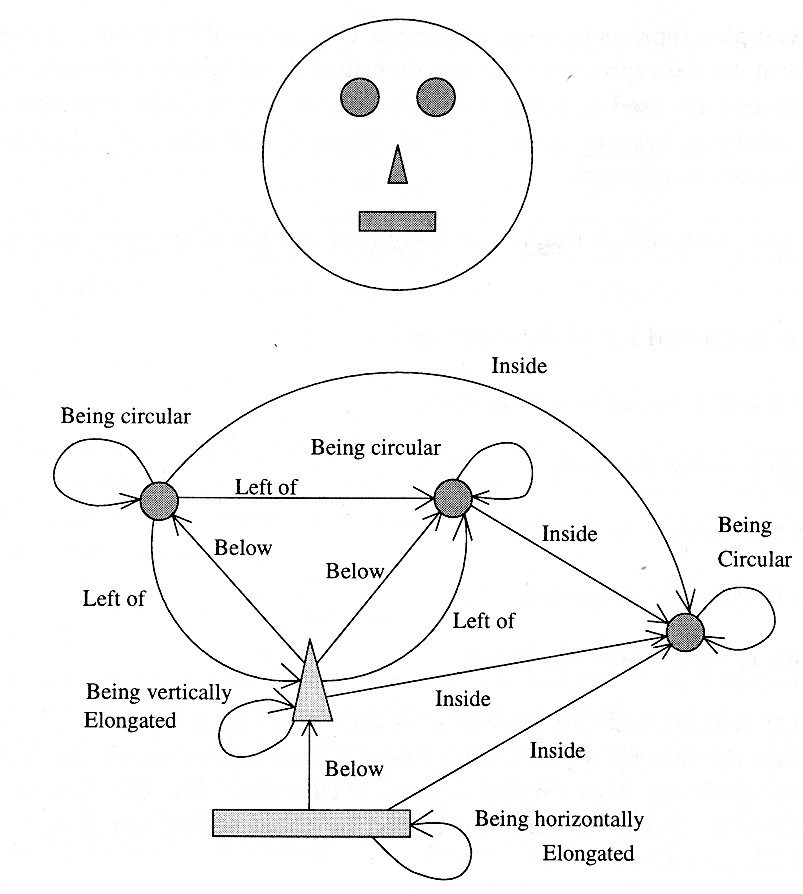 Inside
Being circular
Being circular
Left of
Inside
Being
Circular
Below
Below
Left of
Left of
Being vertically
Elongated
Inside
Inside
Below
Being horizontally
Elongated